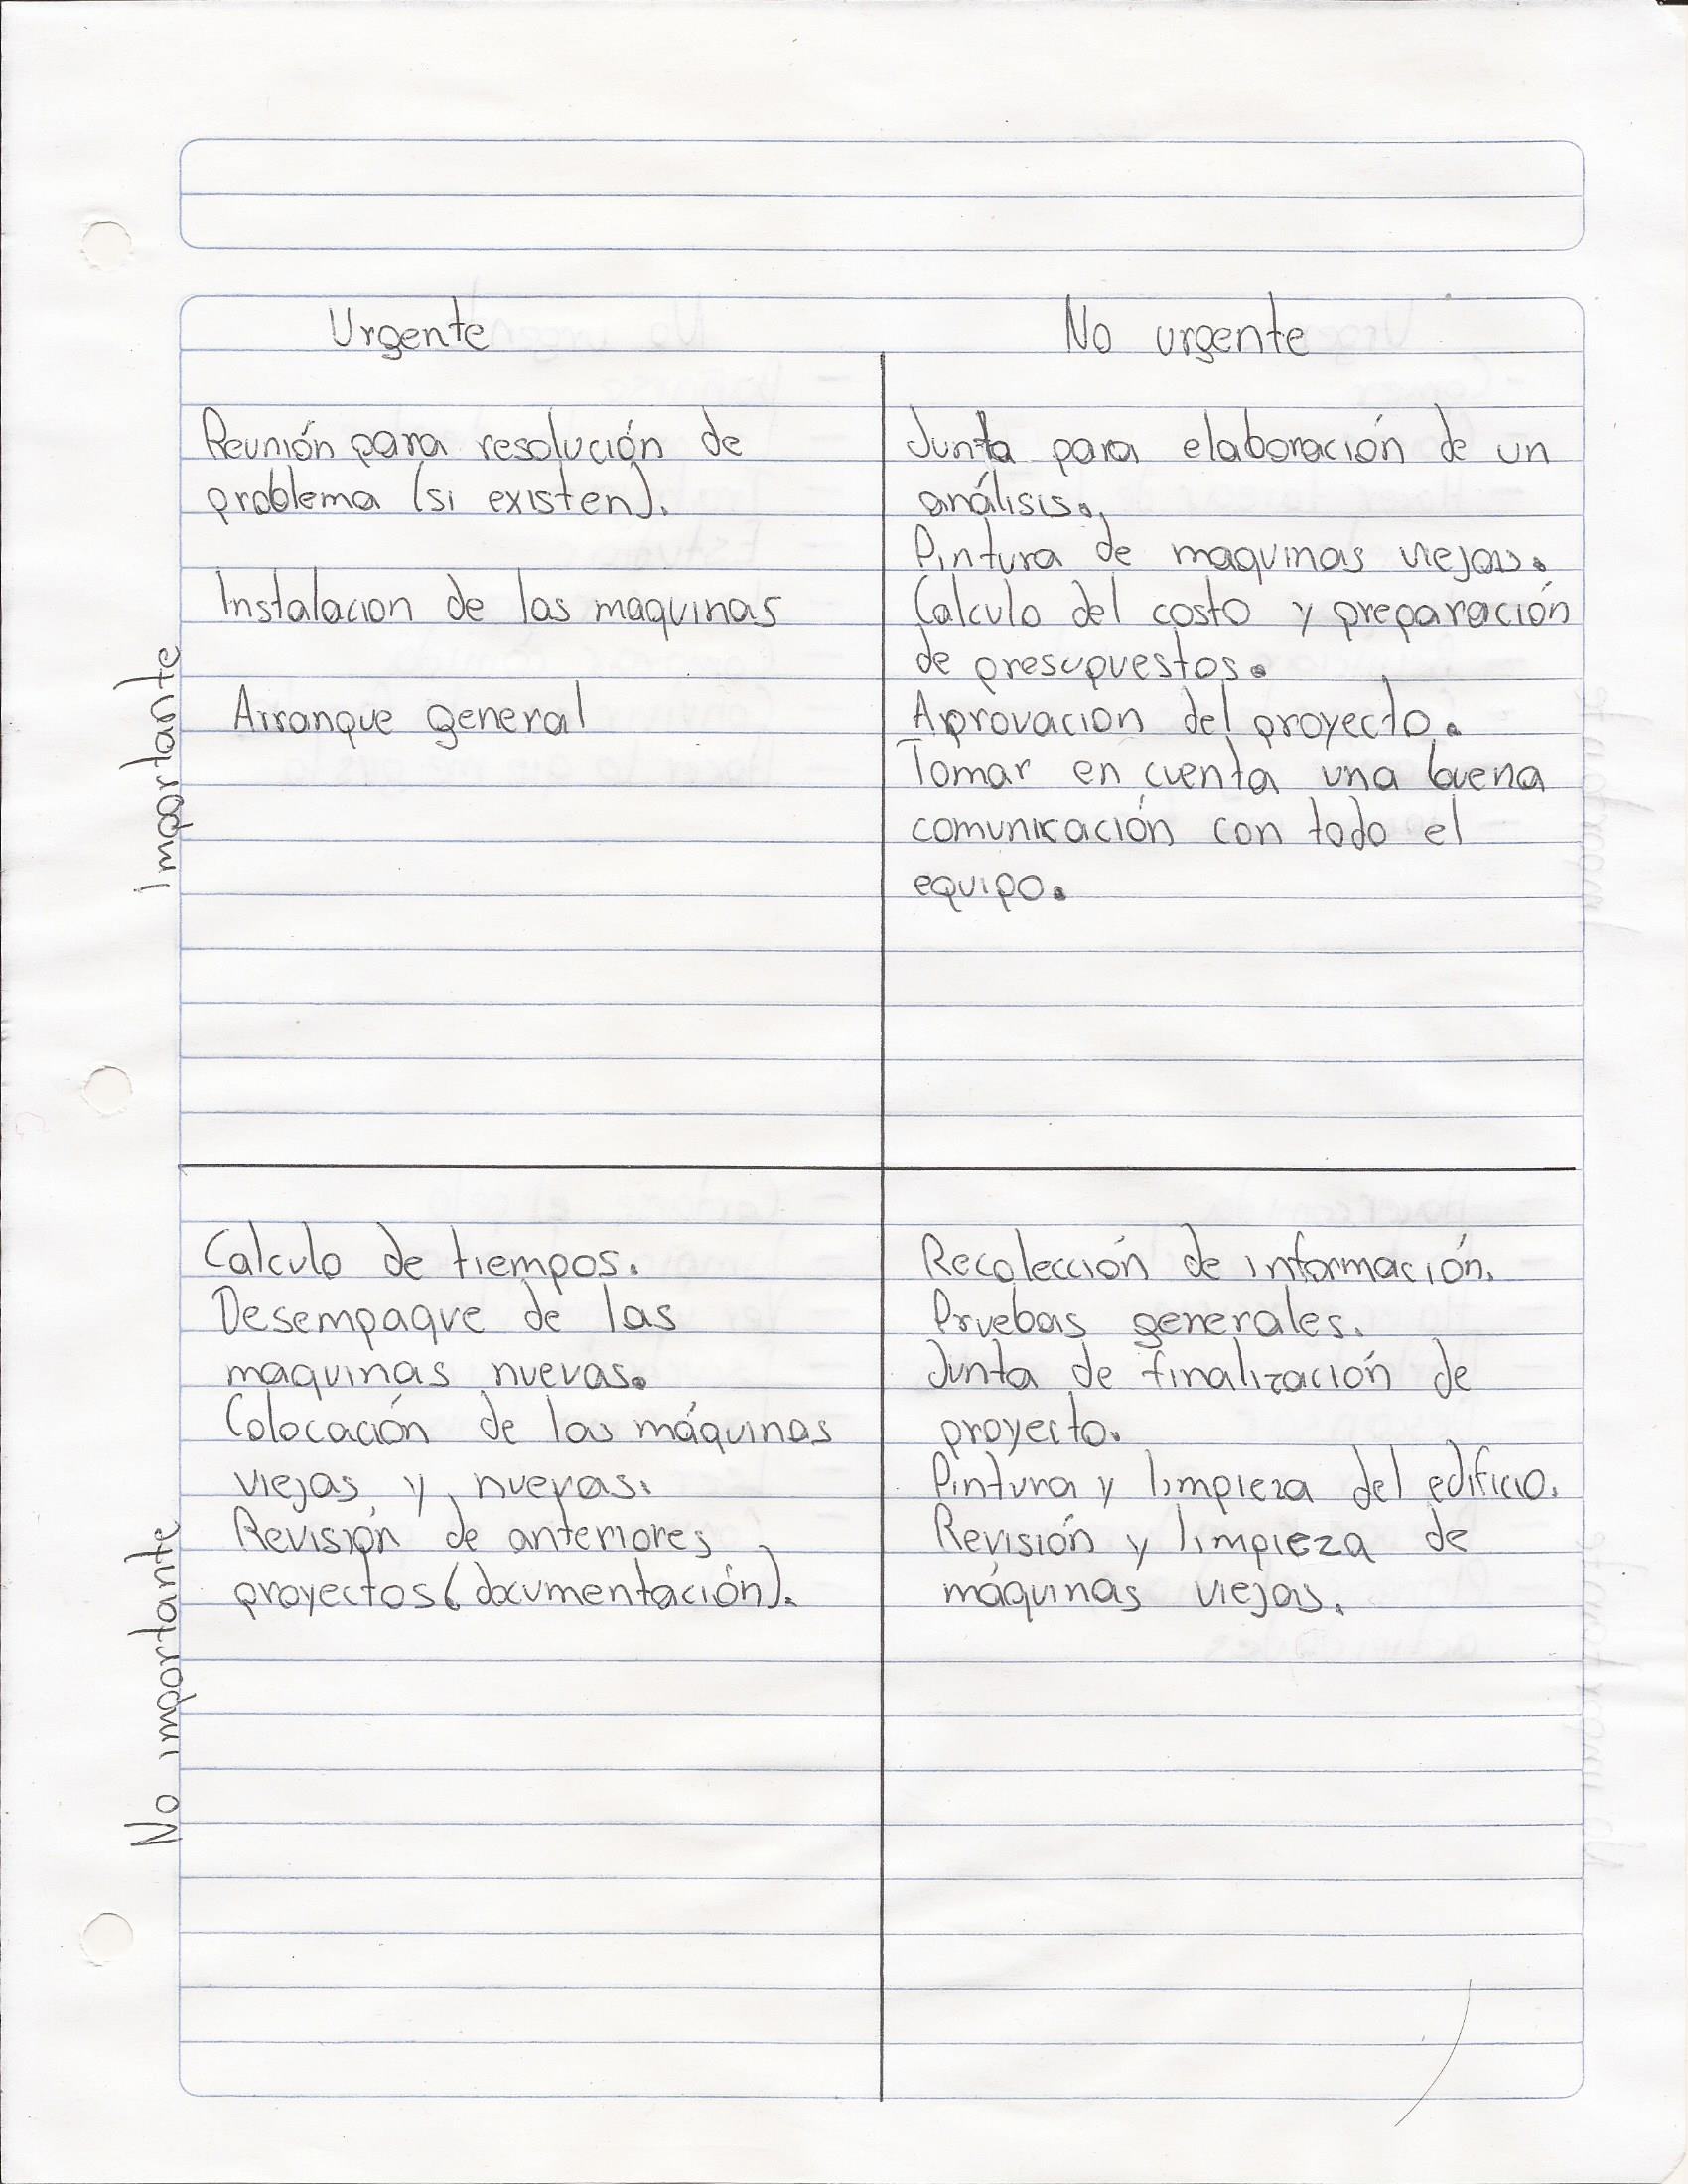 Urgente
No urgente
Importante
Reunión para resolución de
problema (si existen).
Instalacion de las maquinas
Arranque general
Junta para elaboración de un
análisis.
Pintura de maquinas viejas.
Calculo del costo y preparación
de presupuestos.
Aprovacion del proyecto.
Tomar en cuenta una buena
comunicación con todo el
equipo.
No importante
Calculo de tiempos.
Desempaque de las
maquinas nuevas.
Colocación de las máquinas
viejas y nuevas.
Revisión de anteriores
proyectos (documentación).
Recolección de información.
Pruebas generales.
Junta de finalización de
proyecto.
Pintura y limpieza del edificio.
Revisión y limpieza de
máquinas viejas.